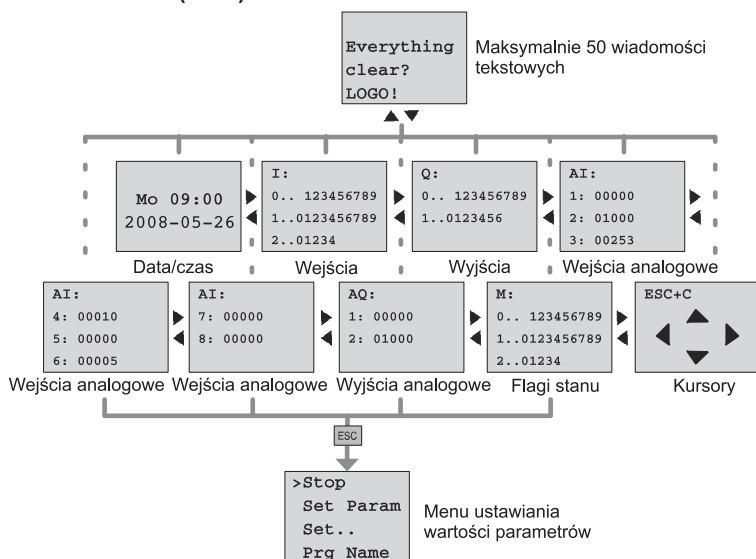 Everything
clear?
LOGO!
Maksymalnie 50 wiadomości
tekstowych
Mo 09:00
2008-05-26
Data/czas
I:
0.. 123456789
1..0123456789
2..01234
Wejścia
Q:
0.. 123456789
1..0123456
Wyjścia
AI:
1: 00000
2: 01000
3: 00253
Wejścia analogowe
AI:
4: 00010
5: 00000
6: 00005
Wejścia analogowe
AI:
7: 00000
8: 00000
Wejścia analogowe
AQ:
1: 00000
2: 01000
Wyjścia analogowe
M:
0.. 123456789
1..0123456789
2..01234
Flagi stanu
ESC+C
Kursory
ESC
>Stop
Set Param
Set..
Prg Name
Menu ustawiania
wartości parametrów